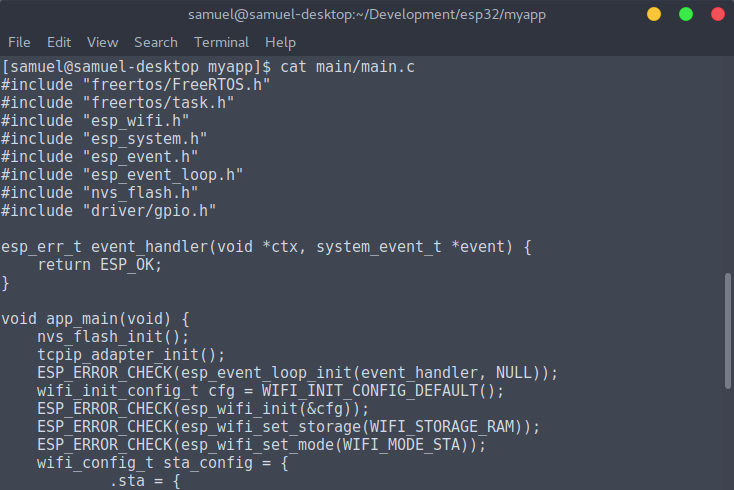 samuel@samuel-desktop:~/Development/esp32/myapp
File Edit View Search Terminal Help
[samuel@samuel-desktop myapp]$ cat main/main.c
#include "freertos/FreeRTOS.h"
#include "freertos/task.h"
#include "esp_wifi.h"
#include "esp_system.h"
#include "esp_event.h"
#include "esp_event_loop.h"
#include "nvs_flash.h"
#include "driver/gpio.h"

esp_err_t event_handler(void *ctx, system_event_t *event) {
    return ESP_OK;
}

void app_main(void) {
    nvs_flash_init();
    tcpip_adapter_init();
    ESP_ERROR_CHECK(esp_event_loop_init(event_handler, NULL));
    wifi_init_config_t cfg = WIFI_INIT_CONFIG_DEFAULT();
    ESP_ERROR_CHECK(esp_wifi_init(&cfg));
    ESP_ERROR_CHECK(esp_wifi_set_storage(WIFI_STORAGE_RAM));
    ESP_ERROR_CHECK(esp_wifi_set_mode(WIFI_MODE_STA));
    wifi_config_t sta_config = {
            .sta = {